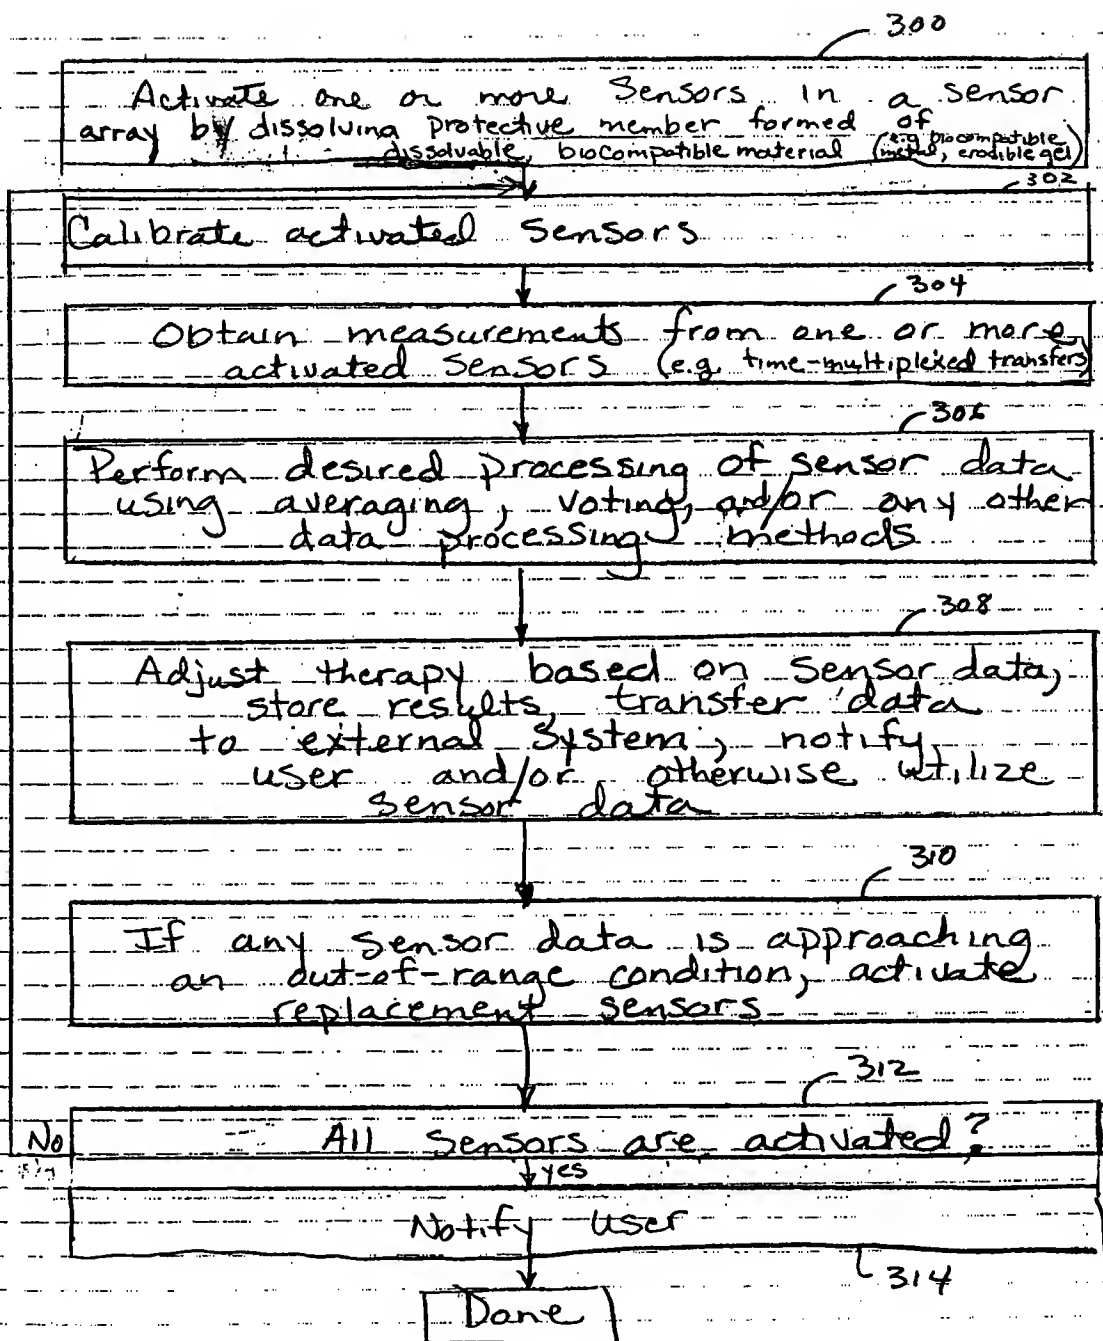 300
Activate one or more Sensors in a sensor
array by dissolving protective member formed of
dissolvable, biocompatible material (e.g. biocompatible
metal, erodible gel)
302
Calibrate activated sensors
304
Obtain measurements from one or more
activated sensors (e.g. time-multiplexed transfers)
306
Perform desired processing of sensor data
using averaging, voting, and/or any other
data processing methods
308
Adjust therapy based on sensor data,
store results, transfer data
to external system, notify
user and/or otherwise utilize
sensor data
310
If any sensor data is approaching
an out-of-range condition, activate
replacement sensors
312
No
All sensors are activated?
yes
Notify user
314
Done